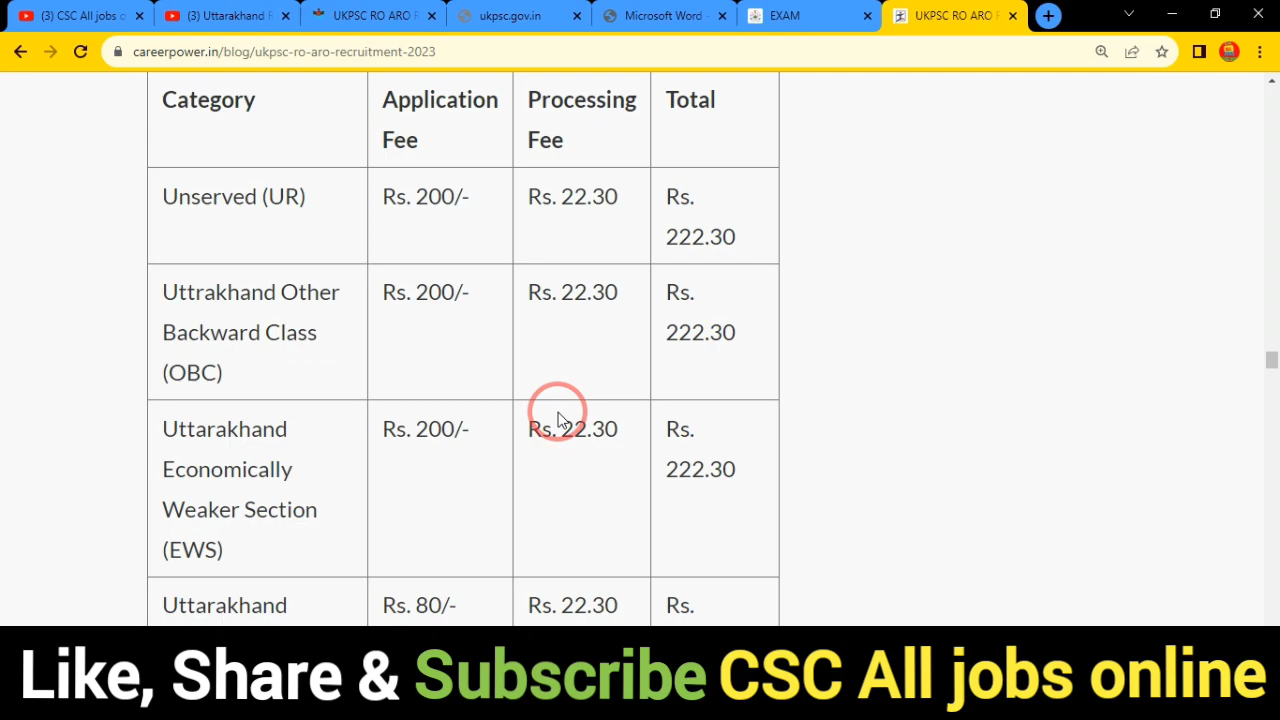 (3) CSC All jobs o
(3) Uttarakhand R
UKPSC RO ARO R
ukpsc.gov.in
Microsoft Word -
EXAM
UKPSC RO ARO R
careerpower.in/blog/ukpsc-ro-aro-recruitment-2023
Category
Application
Fee
Processing
Fee
Total
Unserved (UR)
Rs. 200/-
Rs. 22.30
Rs.
222.30
Uttrakhand Other
Backward Class
(OBC)
Rs. 200/-
Rs. 22.30
Rs.
222.30
Uttarakhand
Economically
Weaker Section
(EWS)
Rs. 200/-
Rs. 22.30
Rs.
222.30
Uttarakhand
Rs. 80/-
Rs. 22.30
Rs.
Like, Share & Subscribe CSC All jobs online